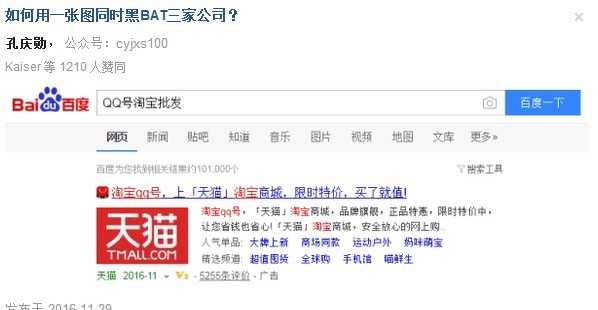 如何用一张图同时黑BAT三家公司？
孔庆勋，公众号：cyjxs100
Kaiser 等 1210 人赞同
Bai du 百度 QQ号淘宝批发 百度一下
网页 新闻 贴吧 知道 音乐 图片 视频 地图 文库 更多»
百度为您找到相关结果约101,000个 搜索工具
淘宝qq号，上「天猫」淘宝商城，限时特价，买了就值!
天猫 TMALL.COM
淘宝qq号，「天猫」淘宝商城，品牌旗舰，正品特惠，限时特价中，
让您省钱也省心!「天猫」淘宝商城，安全放心的网上购..
人气单品： 大牌上新 商场同款 运动户外 妈咪萌宝
精选频道： 超值囤货 全球购 手机馆 喵鲜生
天猫 2016-11 V3 - 5255条评价 - 广告
发布于 2016-11-29